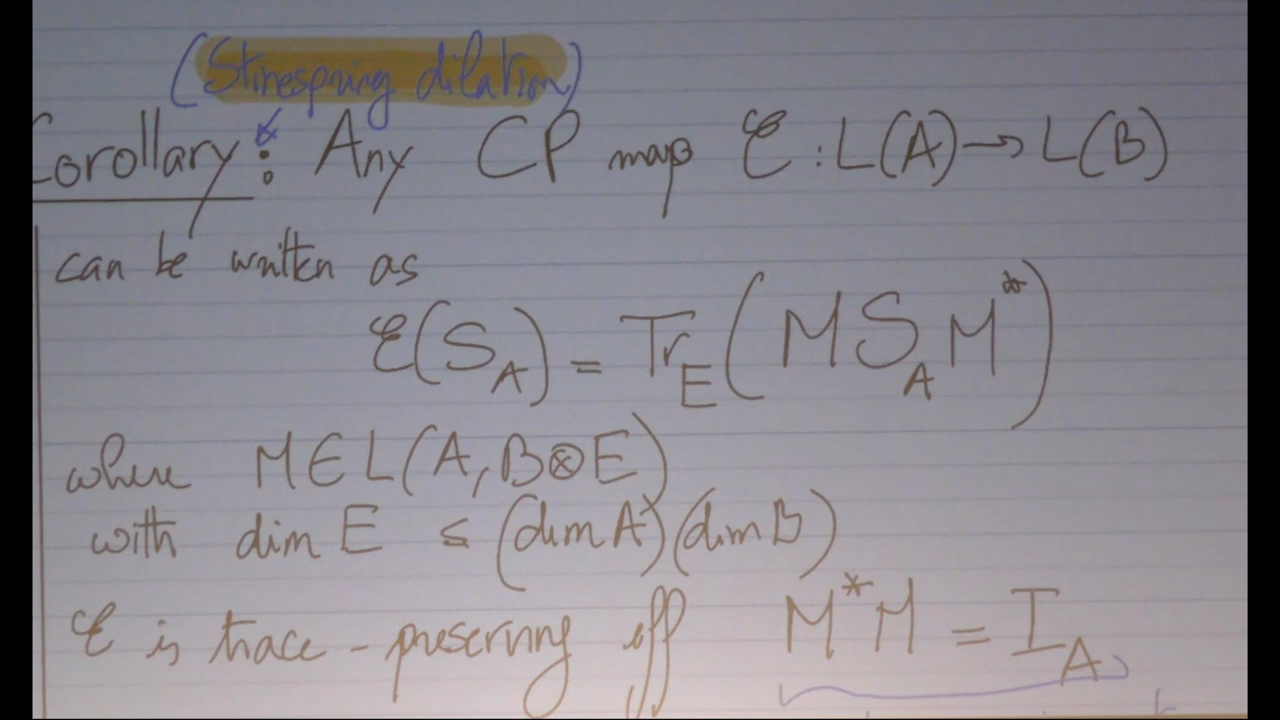 (Stinespring dilation)
Corollary: Any CP map ℰ : L(A) → L(B)
can be written as
ℰ(S_A) = Tr_E(M S_A M*)
where M ∈ L(A, B⊗E)
with dim E ≤ (dim A)(dim B)
ℰ is trace-preserving iff M*M = I_A